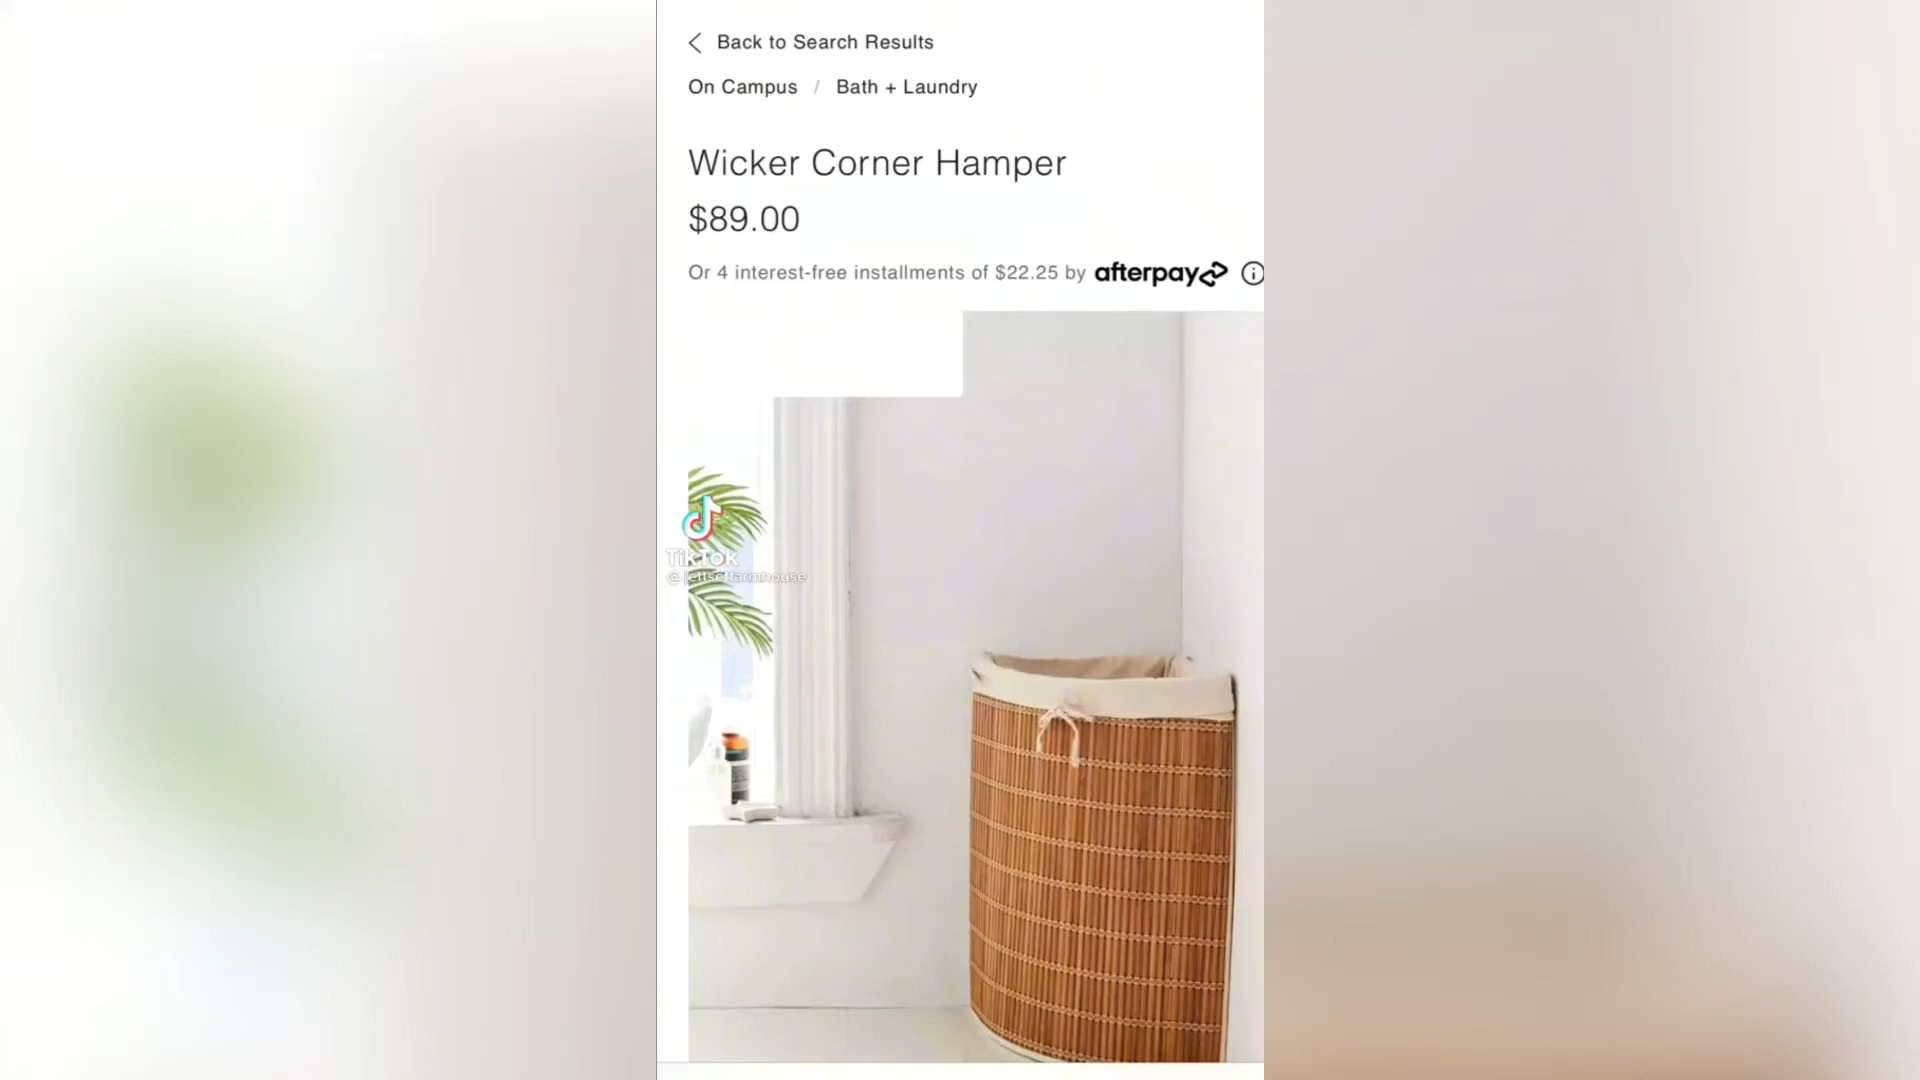 Back to Search Results
On Campus / Bath + Laundry
Wicker Corner Hamper
$89.00
Or 4 interest-free installments of $22.25 by afterpay
TikTok